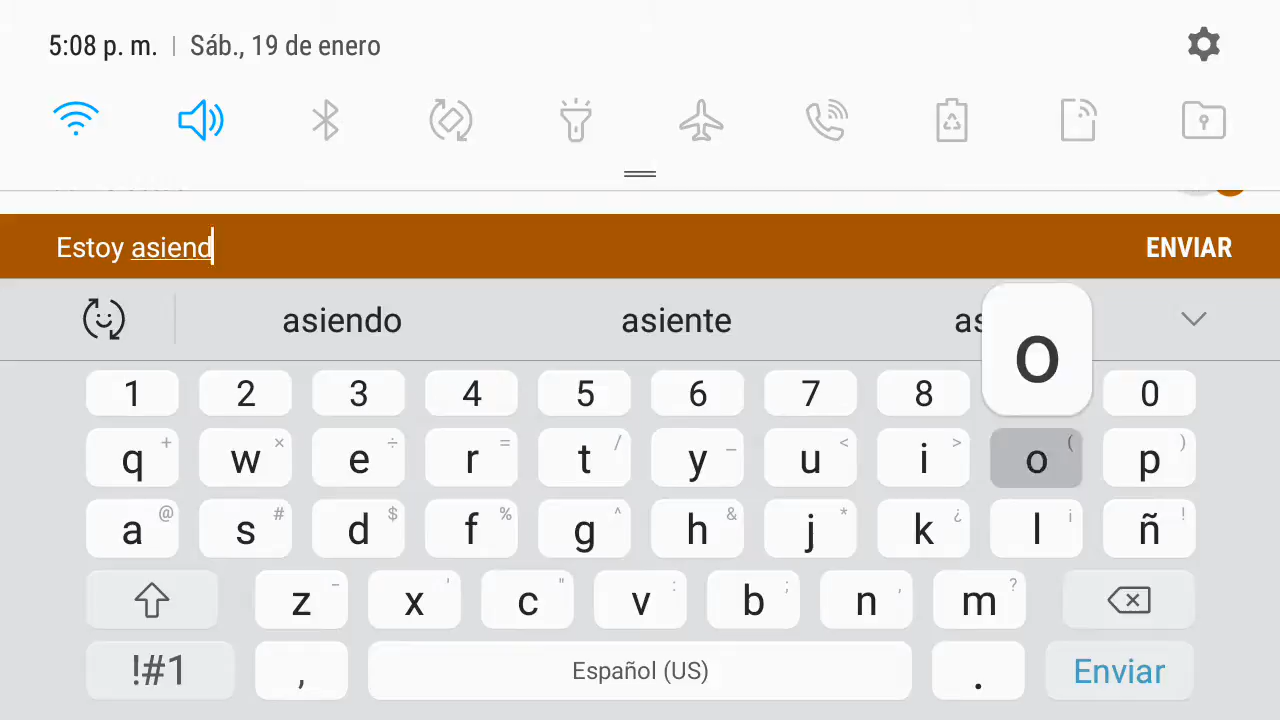 5:08 p. m. | Sáb., 19 de enero
Estoy asiend
ENVIAR
asiendo asiente as
o
1 2 3 4 5 6 7 8 0
q + w × e ÷ r = t / y _ u < i > o ( p )
a @ s # d $ f % g ^ h & j * k ¿ l ¡ ñ !
z - x ' c " v : b ; n , m ?
!#1 , Español (US) . Enviar